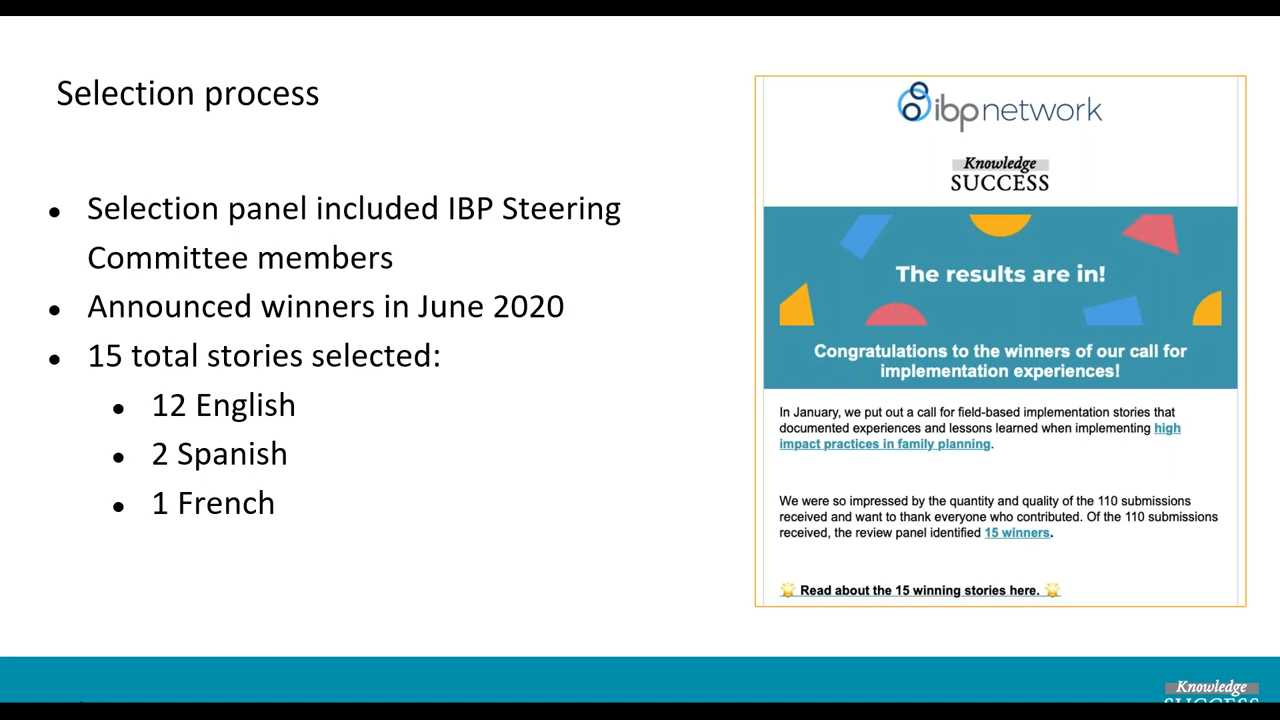 Selection process
● Selection panel included IBP Steering
Committee members
● Announced winners in June 2020
● 15 total stories selected:
● 12 English
● 2 Spanish
● 1 French
ibpnetwork
Knowledge
SUCCESS
The results are in!
Congratulations to the winners of our call for
implementation experiences!
In January, we put out a call for field-based implementation stories that
documented experiences and lessons learned when implementing high
impact practices in family planning.
We were so impressed by the quantity and quality of the 110 submissions
received and want to thank everyone who contributed. Of the 110 submissions
received, the review panel identified 15 winners.
🌟 Read about the 15 winning stories here. 🌟
Knowledge
SUCCESS